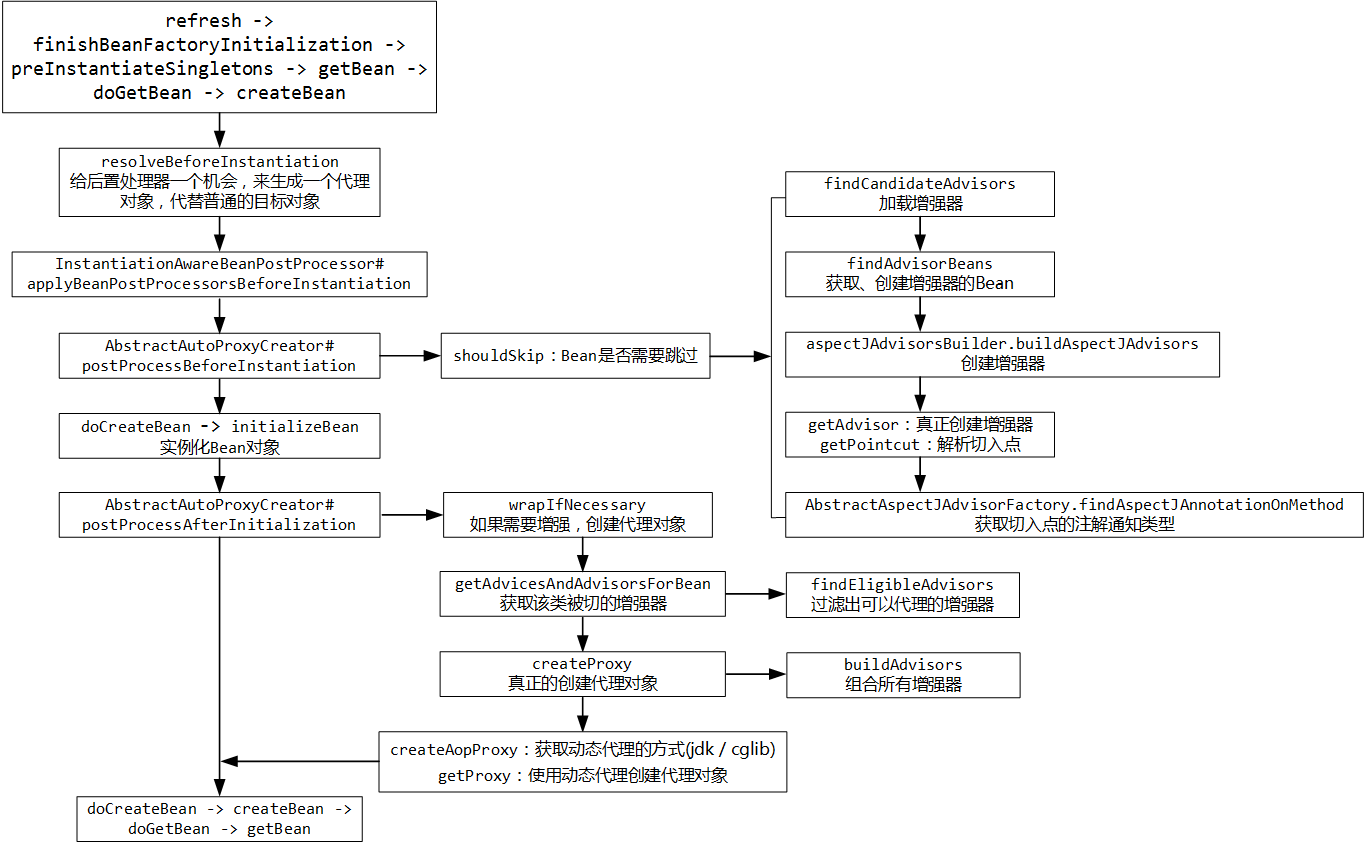 refresh ->
finishBeanFactoryInitialization ->
preInstantiateSingletons -> getBean ->
doGetBean -> createBean
resolveBeforeInstantiation
给后置处理器一个机会，来生成一个代理
对象，代替普通的目标对象
InstantiationAwareBeanPostProcessor#
applyBeanPostProcessorsBeforeInstantiation
AbstractAutoProxyCreator#
postProcessBeforeInstantiation
shouldSkip：Bean是否需要跳过
findCandidateAdvisors
加载增强器
findAdvisorBeans
获取、创建增强器的Bean
aspectJAdvisorsBuilder.buildAspectJAdvisors
创建增强器
getAdvisor：真正创建增强器
getPointcut：解析切入点
AbstractAspectJAdvisorFactory.findAspectJAnnotationOnMethod
获取切入点的注解通知类型
doCreateBean -> initializeBean
实例化Bean对象
AbstractAutoProxyCreator#
postProcessAfterInitialization
wrapIfNecessary
如果需要增强，创建代理对象
getAdvicesAndAdvisorsForBean
获取该类被切的增强器
findEligibleAdvisors
过滤出可以代理的增强器
createProxy
真正的创建代理对象
buildAdvisors
组合所有增强器
createAopProxy：获取动态代理的方式(jdk / cglib)
getProxy：使用动态代理创建代理对象
doCreateBean -> createBean ->
doGetBean -> getBean